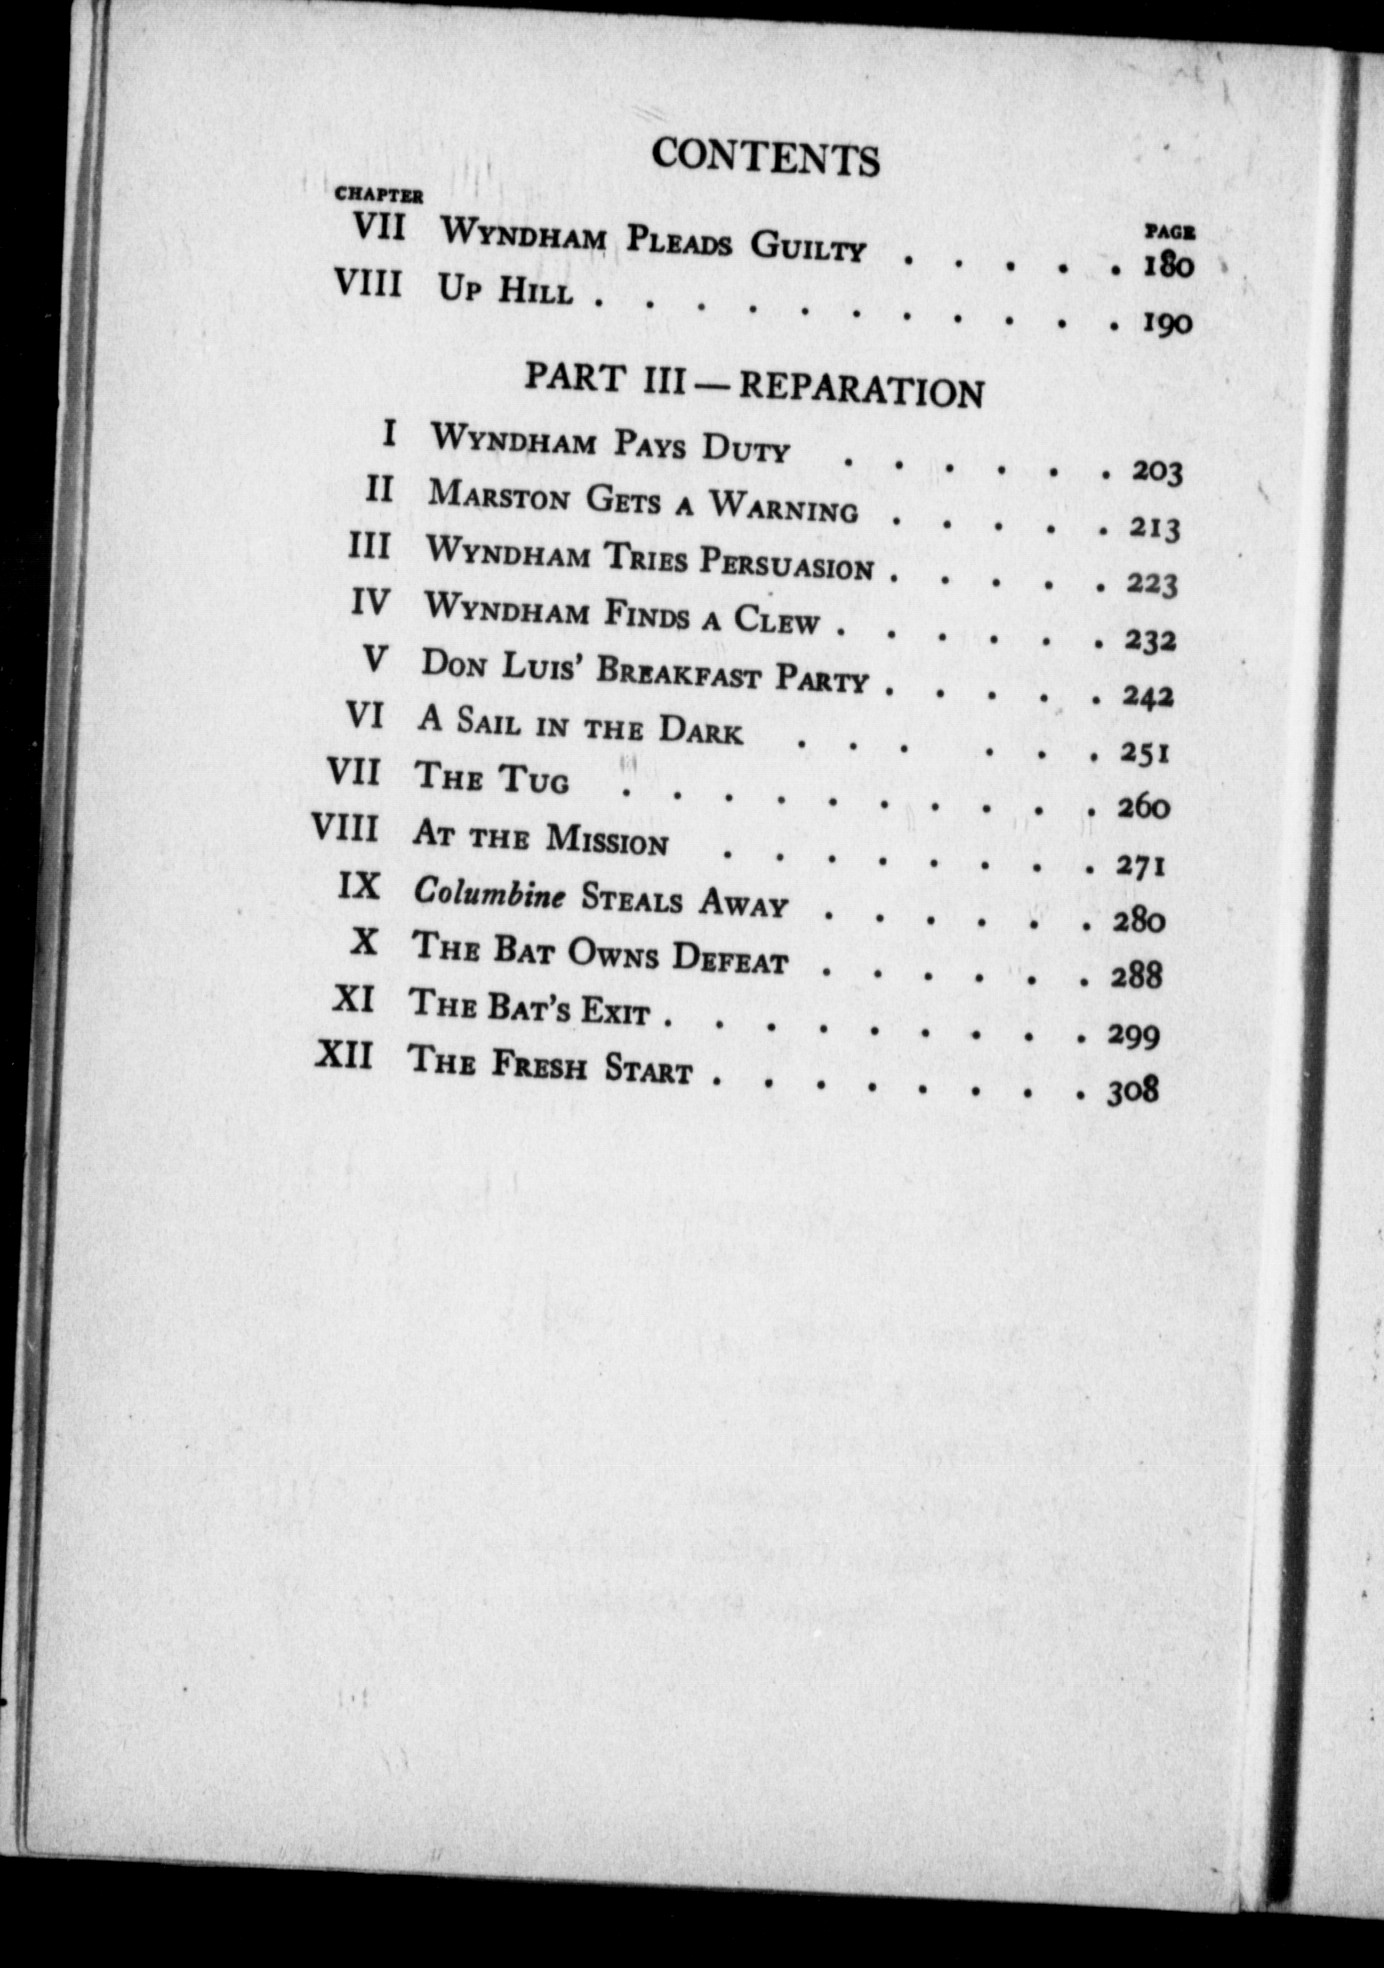 CONTENTS
CHAPTER PAGE
VII WYNDHAM PLEADS GUILTY . . . . . 180
VIII UP HILL . . . . . . . . . . . 190
PART III — REPARATION
I WYNDHAM PAYS DUTY . . . . . . 203
II MARSTON GETS A WARNING . . . . . 213
III WYNDHAM TRIES PERSUASION . . . . . 223
IV WYNDHAM FINDS A CLEW . . . . . . 232
V DON LUIS' BREAKFAST PARTY . . . . . 242
VI A SAIL IN THE DARK . . . . . . 251
VII THE TUG . . . . . . . . . . 260
VIII AT THE MISSION . . . . . . . . 271
IX Columbine STEALS AWAY . . . . . . 280
X THE BAT OWNS DEFEAT . . . . . . 288
XI THE BAT'S EXIT . . . . . . . . . 299
XII THE FRESH START . . . . . . . . 308